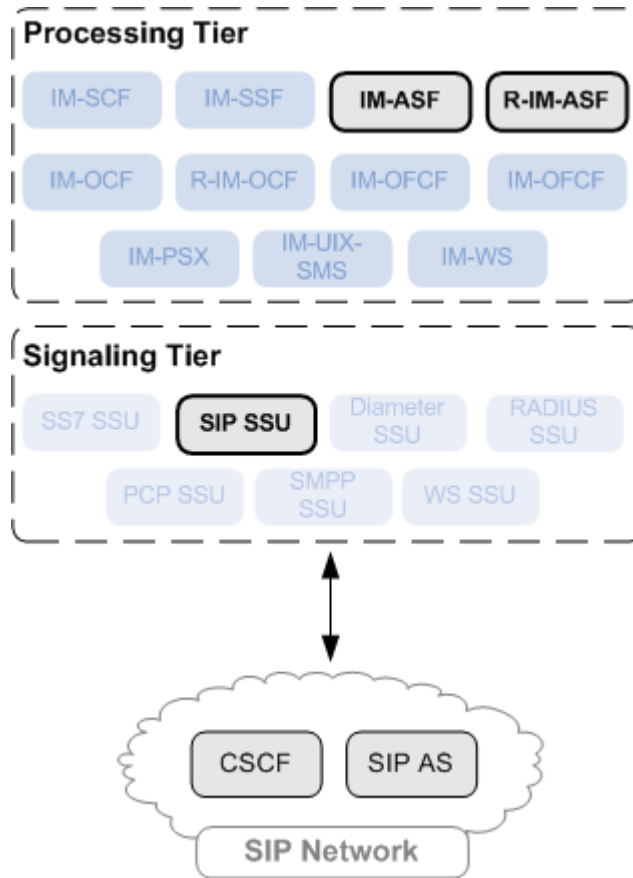 Processing Tier
IM-SCF
IM-SSF
IM-ASF
R-IM-ASF
IM-OCF
R-IM-OCF
IM-OFCF
IM-OFCF
IM-PSX
IM-UIX-
SMS
IM-WS
Signaling Tier
SS7 SSU
SIP SSU
Diameter
SSU
RADIUS
SSU
PCP SSU
SMPP
SSU
WS SSU
CSCF
SIP AS
SIP Network